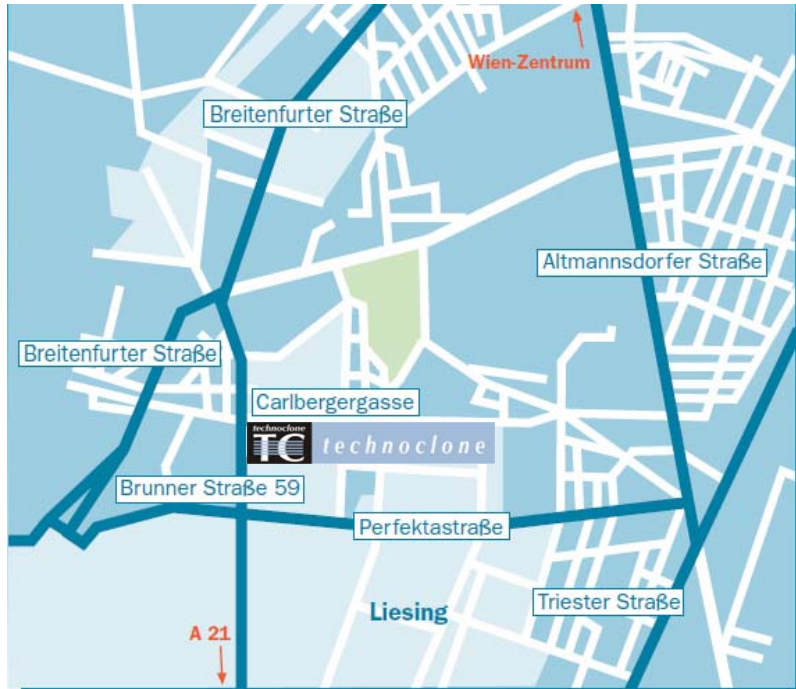 Wien-Zentrum
Breitenfurter Straße
Altmannsdorfer Straße
Breitenfurter Straße
Carlbergergasse
technoclone
TC
technoclone
Brunner Straße 59
Perfektastraße
Triester Straße
Liesing
A 21